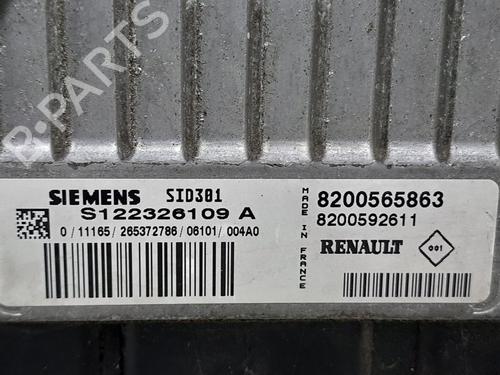 B-PARTS
SIEMENS SID301
S122326109 A
0 / 11165 / 265372786 / 06101 / 004A0
MADE IN FRANCE
8200565863
8200592611
RENAULT 001